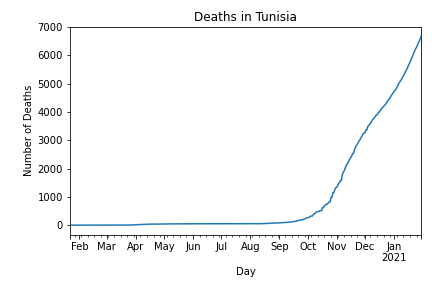 Deaths in Tunisia
Number of Deaths
7000
6000
5000
4000
3000
2000
1000
0
Feb Mar Apr May Jun Jul Aug Sep Oct Nov Dec Jan
2021
Day